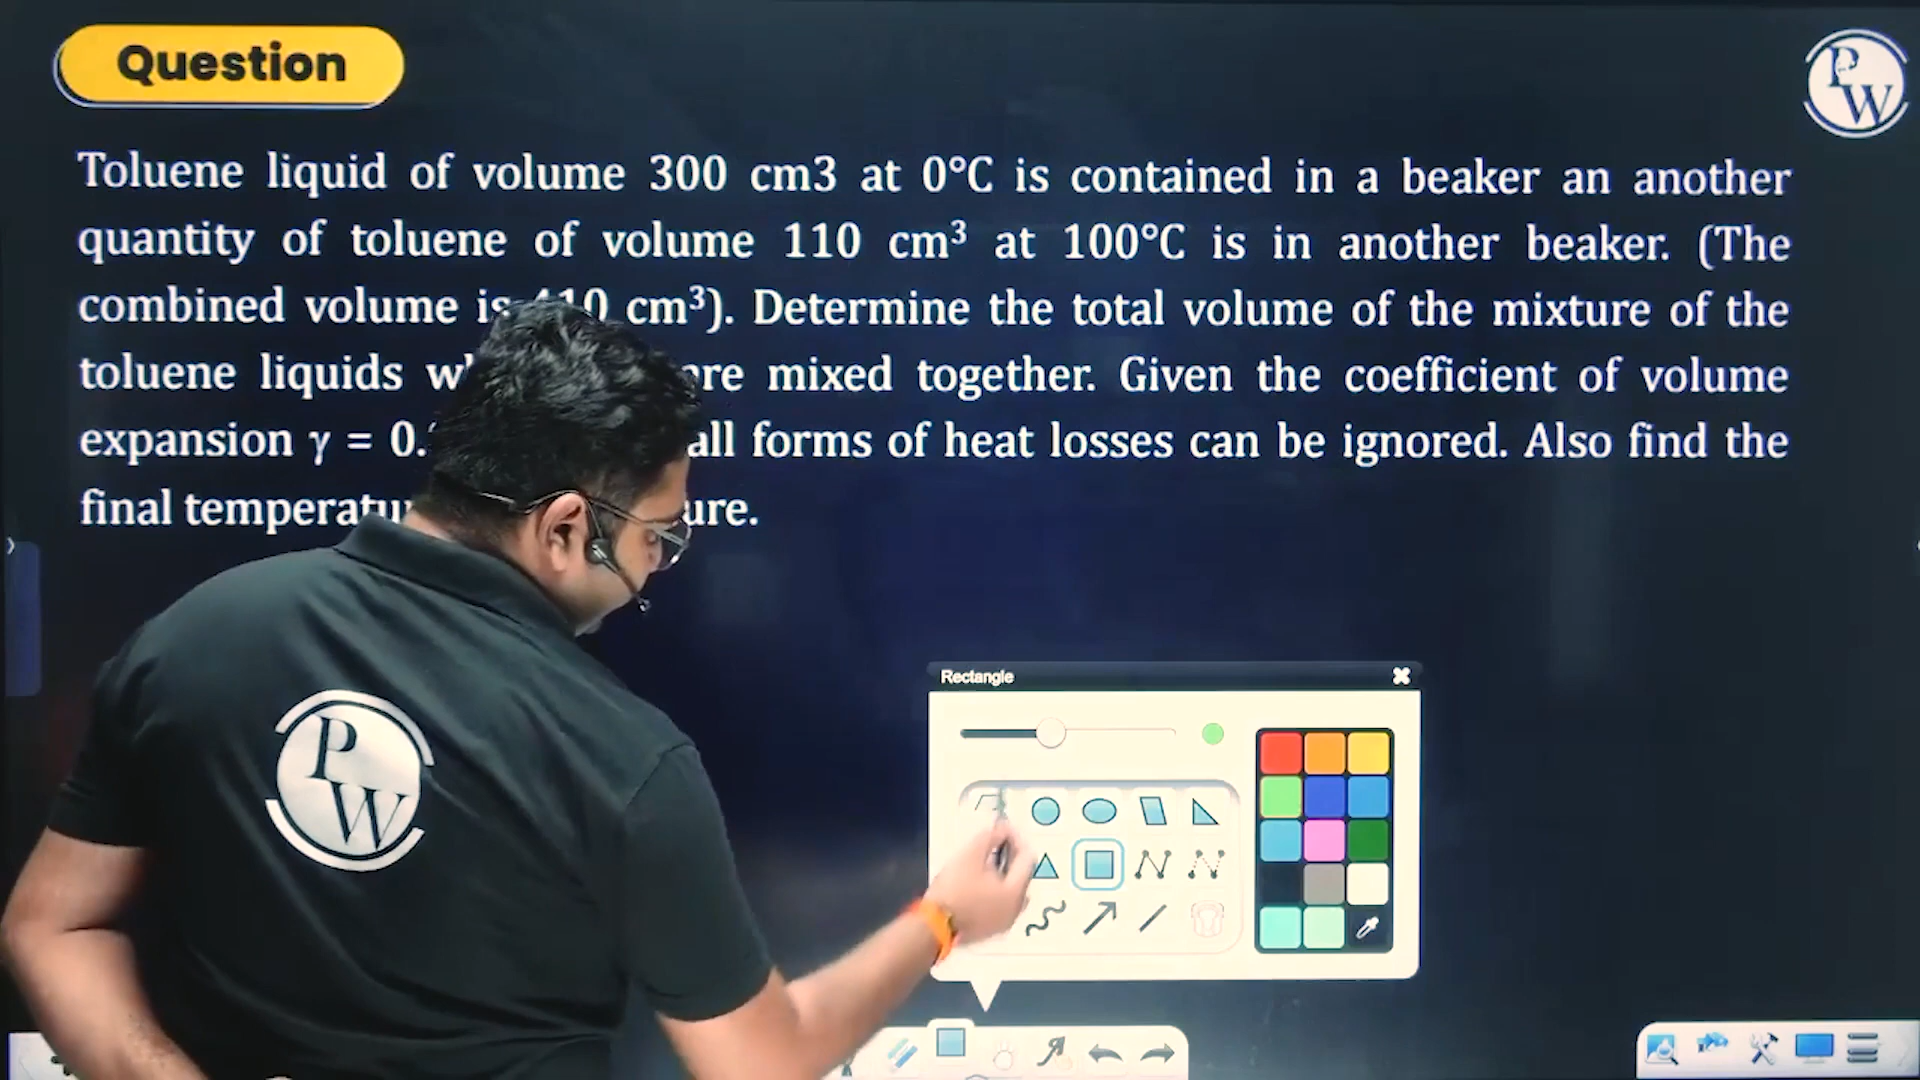 Question
P W
Toluene liquid of volume 300 cm3 at 0°C is contained in a beaker an another
quantity of toluene of volume 110 cm³ at 100°C is in another beaker. (The
combined volume is 410 cm³). Determine the total volume of the mixture of the
toluene liquids are mixed together. Given the coefficient of volume
expansion γ = 0. all forms of heat losses can be ignored. Also find the
final
Rectangle
P W